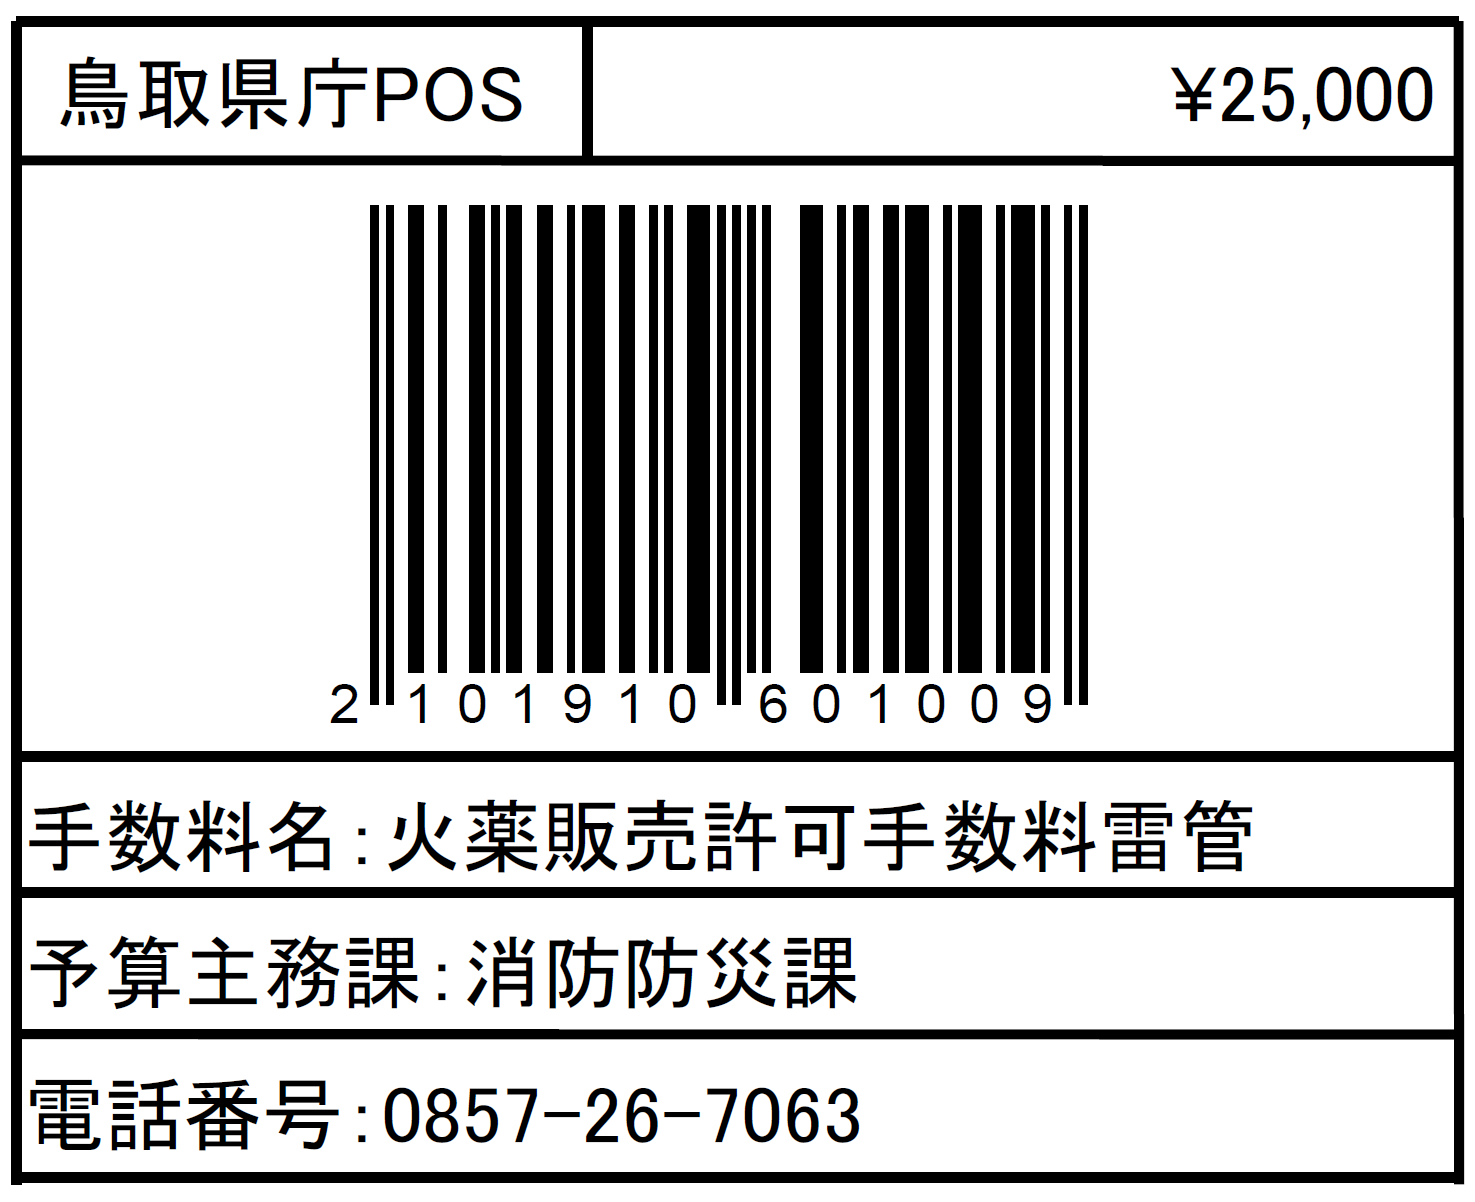 鳥取県庁POS
¥25,000
2 101910 601009
手数料名:火薬販売許可手数料雷管
予算主務課:消防防災課
電話番号:0857-26-7063